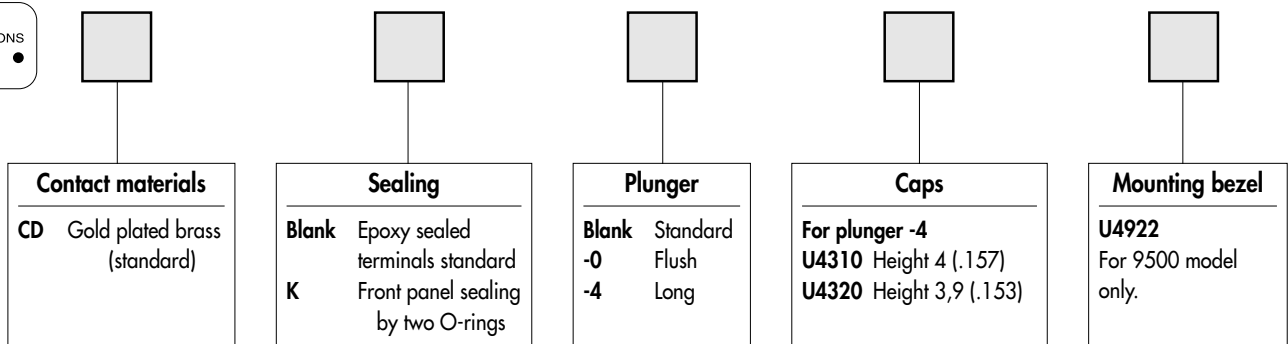 Contact materials
CD Gold plated brass
(standard)
Sealing
Blank Epoxy sealed
terminals standard
K Front panel sealing
by two O-rings
Plunger
Blank Standard
-0 Flush
-4 Long
Caps
For plunger -4
U4310 Height 4 (.157)
U4320 Height 3,9 (.153)
Mounting bezel
U4922
For 9500 model
only.